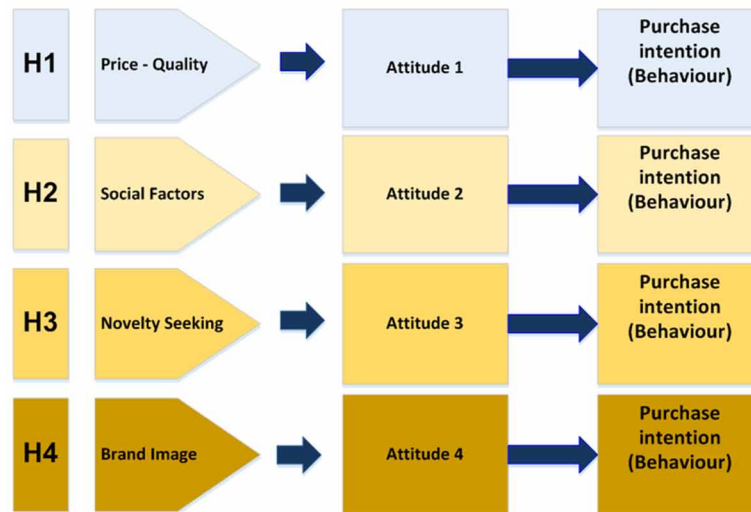 H1
Price - Quality
Attitude 1
Purchase
intention
(Behaviour)
H2
Social Factors
Attitude 2
Purchase
intention
(Behaviour)
H3
Novelty Seeking
Attitude 3
Purchase
intention
(Behaviour)
H4
Brand Image
Attitude 4
Purchase
intention
(Behaviour)